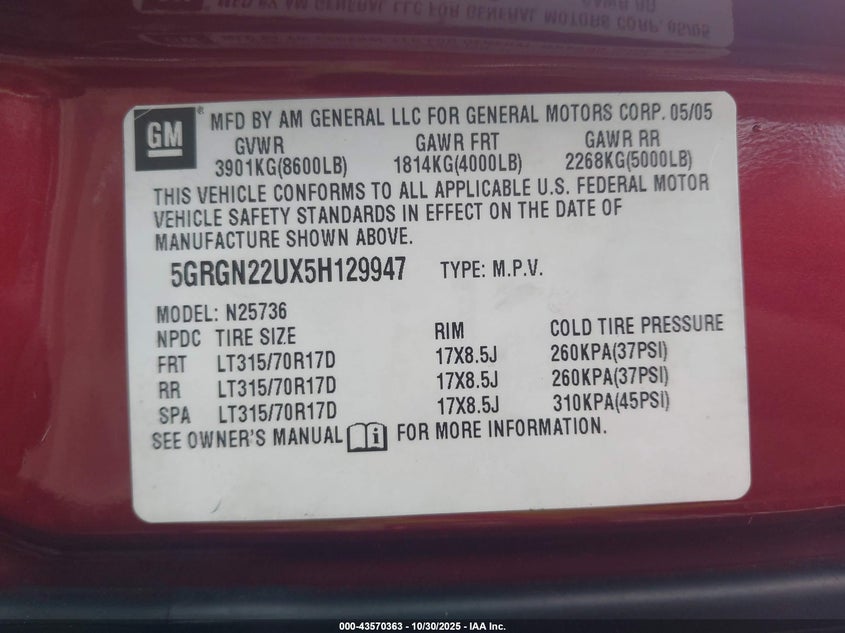 GM
MFD BY AM GENERAL LLC FOR GENERAL MOTORS CORP. 05/05
GVWR GAWR FRT GAWR RR
3901KG(8600LB) 1814KG(4000LB) 2268KG(5000LB)
THIS VEHICLE CONFORMS TO ALL APPLICABLE U.S. FEDERAL MOTOR
VEHICLE SAFETY STANDARDS IN EFFECT ON THE DATE OF
MANUFACTURE SHOWN ABOVE.
5GRGN22UX5H129947 TYPE: M.P.V.
MODEL: N25736
NPDC TIRE SIZE RIM COLD TIRE PRESSURE
FRT LT315/70R17D 17X8.5J 260KPA(37PSI)
RR LT315/70R17D 17X8.5J 260KPA(37PSI)
SPA LT315/70R17D 17X8.5J 310KPA(45PSI)
SEE OWNER'S MANUAL i FOR MORE INFORMATION.
000-43570363 - 10/30/2025 - IAA Inc.